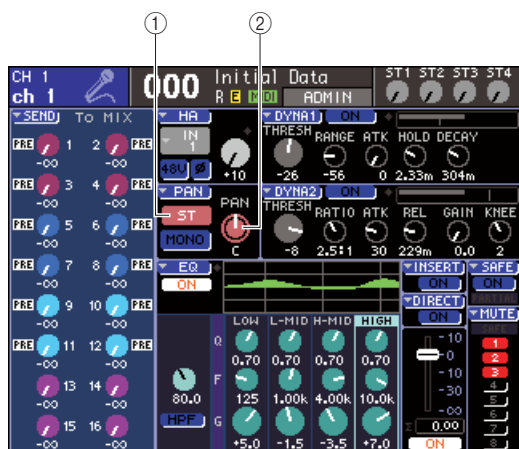 ① ②
CH 1
ch 1
000 Initial Data
R E MIDI ADMIN
ST1 ST2 ST3 ST4
SEND To MIX
PRE 1 2 PRE
-∞ -∞
PRE 3 4 PRE
-∞ -∞
PRE 5 6 PRE
-∞ -∞
PRE 7 8 PRE
-∞ -∞
PRE 9 10 PRE
-∞ -∞
PRE 11 12 PRE
-∞ -∞
13 14
-∞ -∞
15 16
-∞ -∞
HA
IN
1
48V Ø
+10
PAN
ST
MONO
PAN
C
DYNA1 ON
THRESH RANGE ATK HOLD DECAY
-26 -56 0 2.33m 304m
DYNA2 ON
THRESH RATIO ATK REL GAIN KNEE
-8 2.5:1 30 229m 0.0 2
EQ
ON
LOW L-MID H-MID HIGH
Q
0.70 0.70 0.70 0.70
F
80.0 125 1.00k 4.00k 10.0k
HPF G
+5.0 -1.5 -3.5 +7.0
INSERT
ON
DIRECT
ON
10
0
-10
-30
-∞
Σ 0.00
ON
SAFE
ON
PARTIAL
MUTE
SAFE
1
2
3
4
5
6
7
8